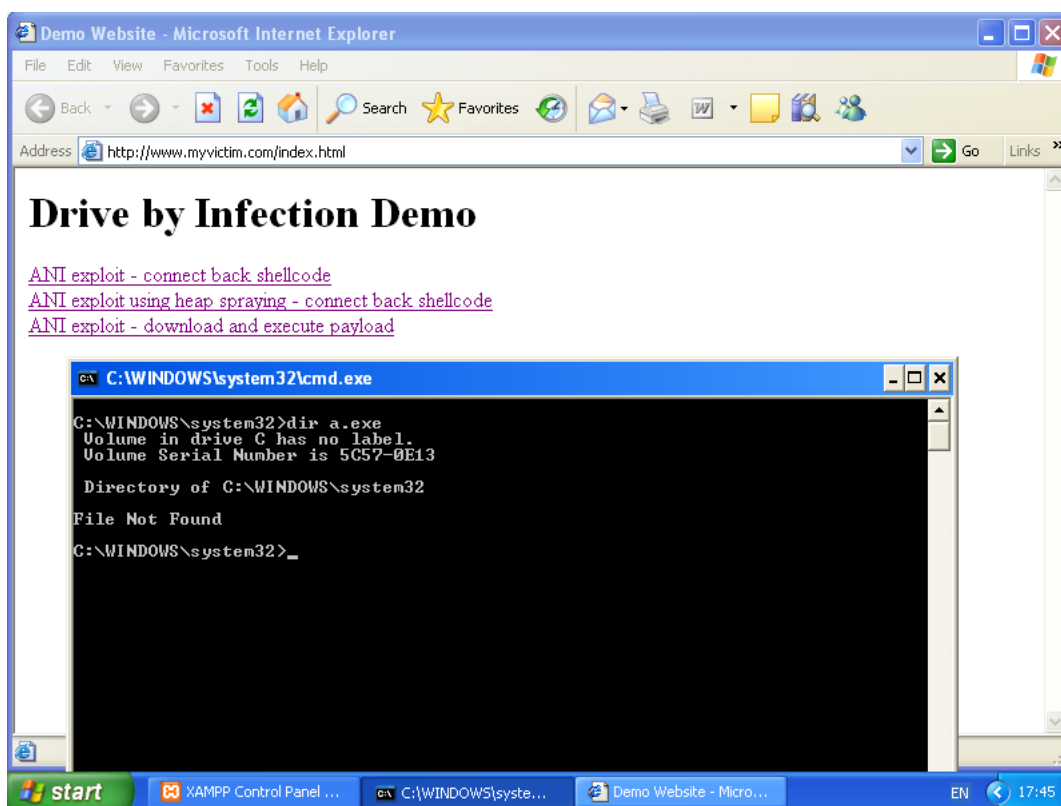 Demo Website - Microsoft Internet Explorer
File Edit View Favorites Tools Help
Back Search Favorites
Address http://www.myvictim.com/index.html Go Links »
Drive by Infection Demo
ANI exploit - connect back shellcode
ANI exploit using heap spraying - connect back shellcode
ANI exploit - download and execute payload
C:\WINDOWS\system32\cmd.exe
C:\WINDOWS\system32>dir a.exe
Volume in drive C has no label.
Volume Serial Number is 5C57-0E13
Directory of C:\WINDOWS\system32
File Not Found
C:\WINDOWS\system32>_
start XAMPP Control Panel ... C:\WINDOWS\syste... Demo Website - Micro... EN 17:45